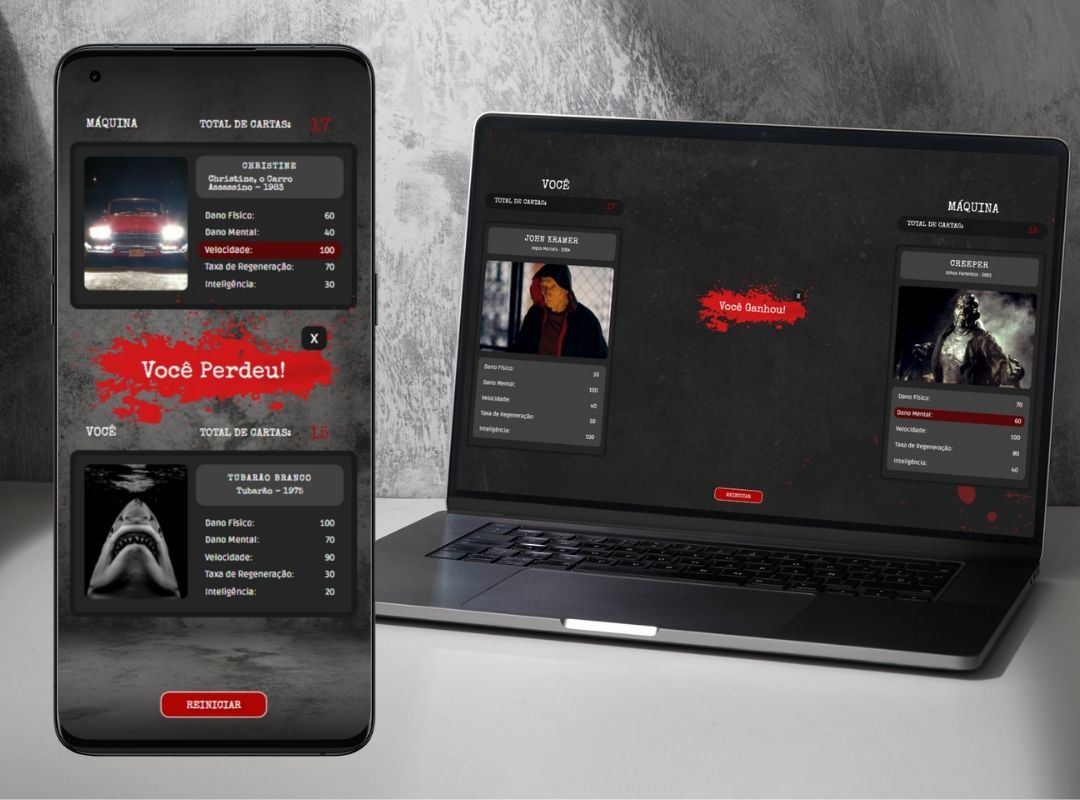 MÁQUINA
TOTAL DE CARTAS: 17
CHRISTINE
Christine, o Carro
Assassino - 1983
Dano Físico: 60
Dano Mental: 40
Velocidade: 100
Taxa de Regeneração: 70
Inteligência: 30
X
Você Perdeu!
VOCÊ
TOTAL DE CARTAS: 15
TUBARÃO BRANCO
Tubarão - 1975
Dano Físico: 100
Dano Mental: 70
Velocidade: 90
Taxa de Regeneração: 30
Inteligência: 20
REINICIAR
VOCÊ
TOTAL DE CARTAS: 17
JOHN KRAMER
Jogos Mortais - 2004
Dano Físico: 30
Dano Mental: 100
Velocidade: 40
Taxa de Regeneração: 50
Inteligência: 100
X
Você Ganhou!
MÁQUINA
TOTAL DE CARTAS: 15
CREEPER
Olhos Famintos - 2001
Dano Físico: 70
Dano Mental: 60
Velocidade: 100
Taxa de Regeneração: 80
Inteligência: 40
REINICIAR